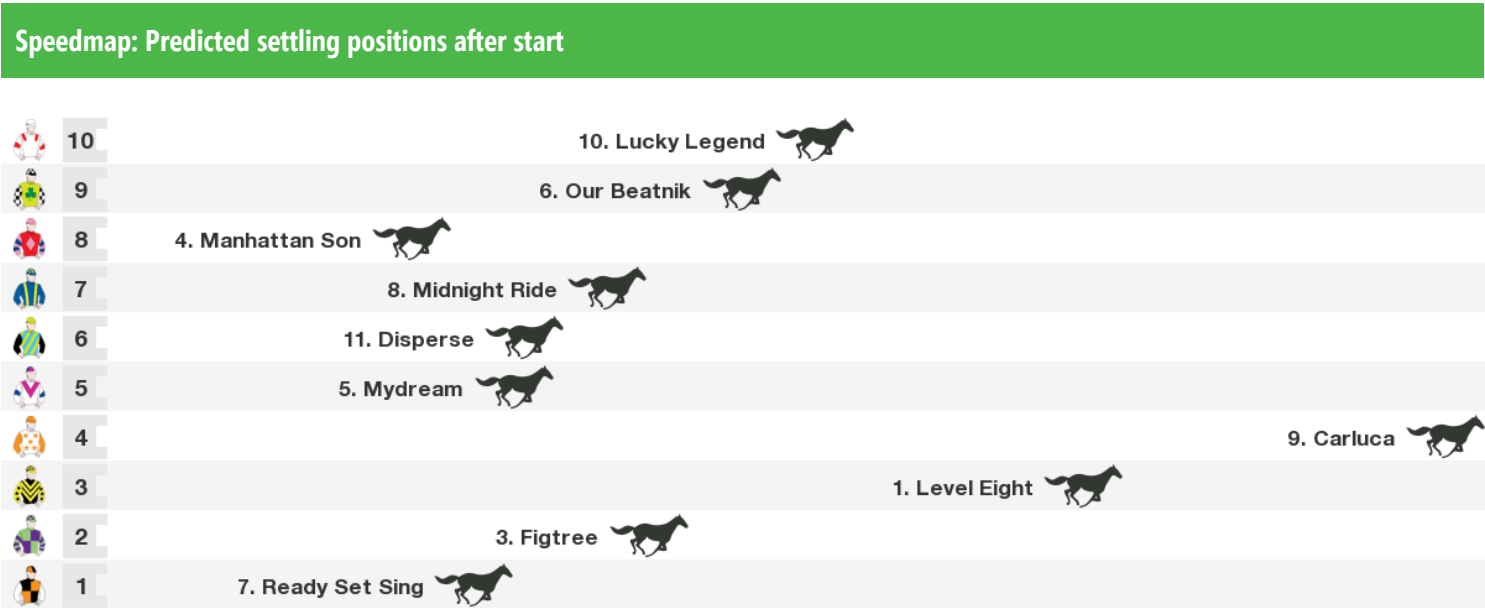 Speedmap: Predicted settling positions after start
10 10. Lucky Legend
9 6. Our Beatnik
8 4. Manhattan Son
7 8. Midnight Ride
6 11. Disperse
5 5. Mydream
4 9. Carluca
3 1. Level Eight
2 3. Figtree
1 7. Ready Set Sing